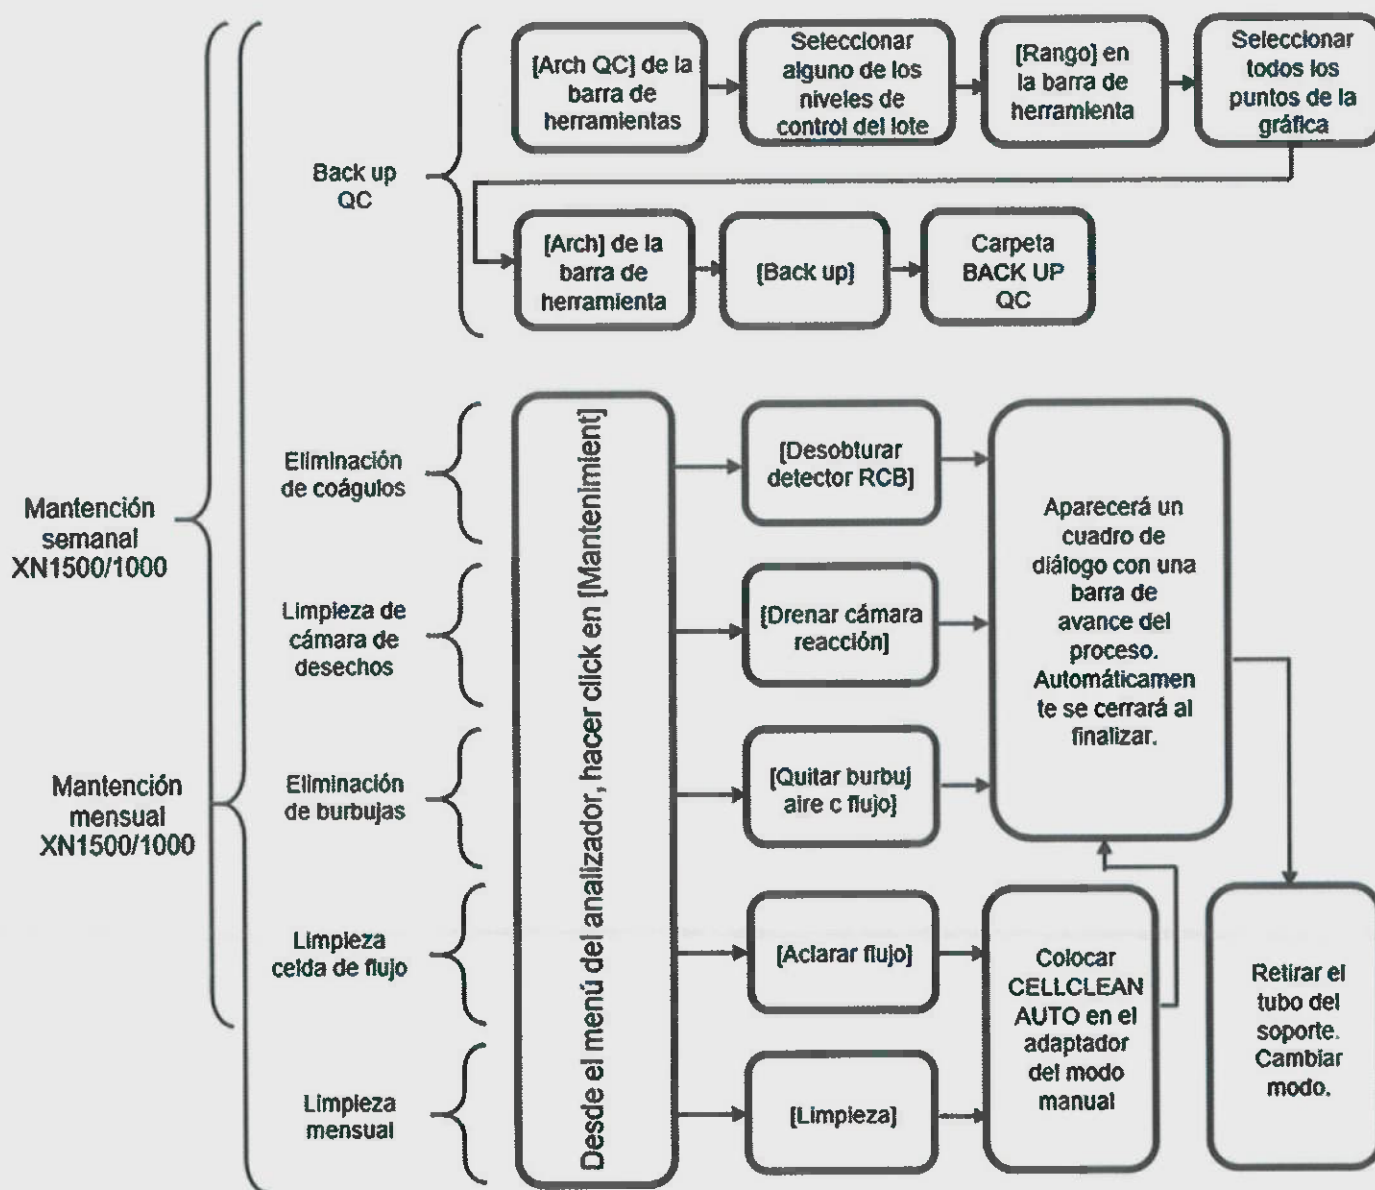 [Arch QC] de la
barra de
herramientas
Seleccionar
alguno de los
niveles de
control del lote
[Rango] en
la barra de
herramienta
Seleccionar
todos los
puntos de la
gráfica
Back up
QC
[Arch] de la
barra de
herramienta
[Back up]
Carpeta
BACK UP
QC
Mantención
semanal
XN1500/1000
Mantención
mensual
XN1500/1000
Eliminación
de coágulos
Limpieza de
cámara de
desechos
Eliminación
de burbujas
Limpieza
celda de flujo
Limpieza
mensual
Desde el menú del analizador, hacer click en [Mantenimient]
[Desobturar
detector RCB]
[Drenar cámara
reacción]
[Quitar burbuj
aire c flujo]
[Aclarar flujo]
[Limpieza]
Aparecerá un
cuadro de
diálogo con una
barra de
avance del
proceso.
Automáticamen
te se cerrará al
finalizar.
Colocar
CELLCLEAN
AUTO en el
adaptador
del modo
manual
Retirar el
tubo del
soporte.
Cambiar
modo.